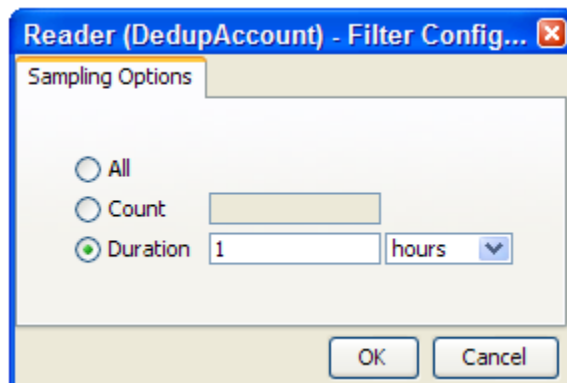 Reader (DedupAccount) - Filter Config...
Sampling Options
All
Count
Duration 1 hours
OK Cancel